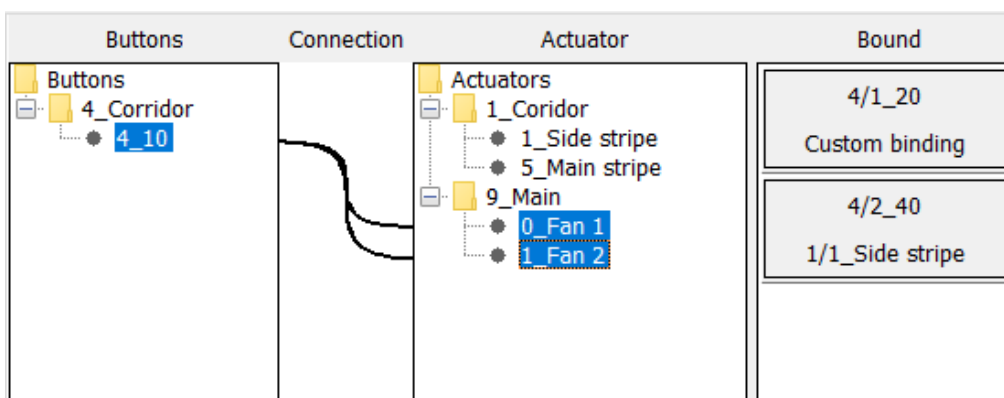 Buttons Connection Actuator Bound
Buttons
4_Corridor
4_10
Actuators
1_Coridor
1_Side stripe
5_Main stripe
9_Main
0_Fan 1
1_Fan 2
4/1_20
Custom binding
4/2_40
1/1_Side stripe